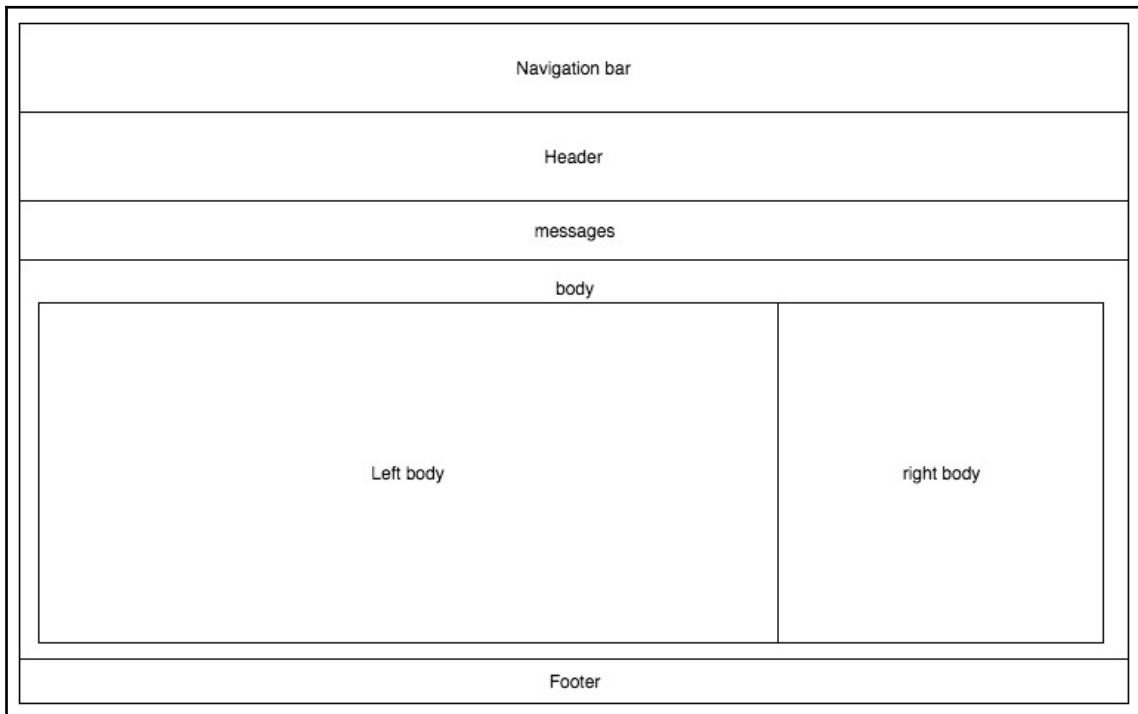 Navigation bar
Header
messages
body
Left body
right body
Footer